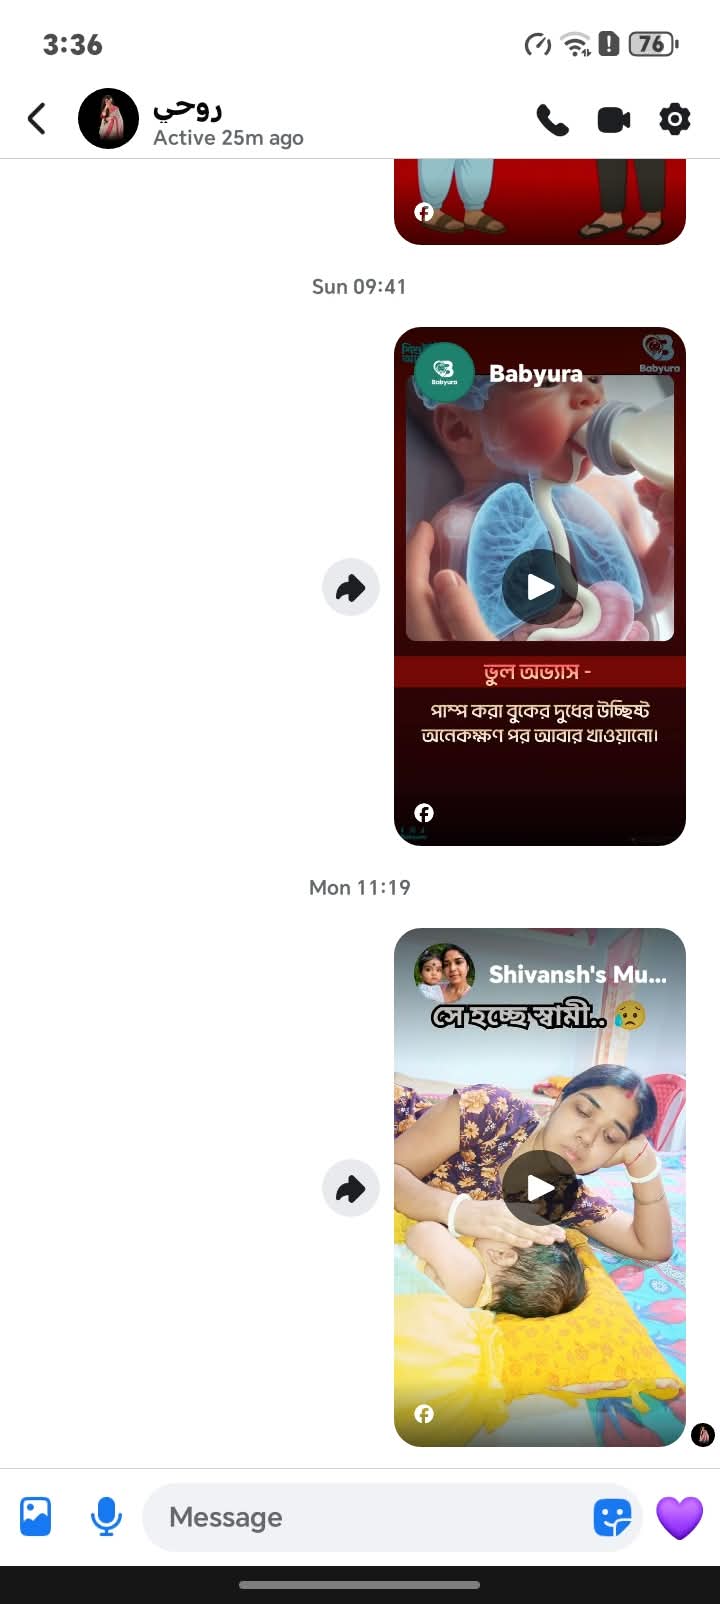 3:36
76
روحي
Active 25m ago
Sun 09:41
Babyura
Babyura
Babyura
ভুল অভ্যাস -
পাম্প করা বুকের দুধের উচ্ছিষ্ট
অনেকক্ষণ পর আবার খাওয়ানো।
Mon 11:19
Shivansh's Mu...
সে হচ্ছে স্বামী.. 😥
Message